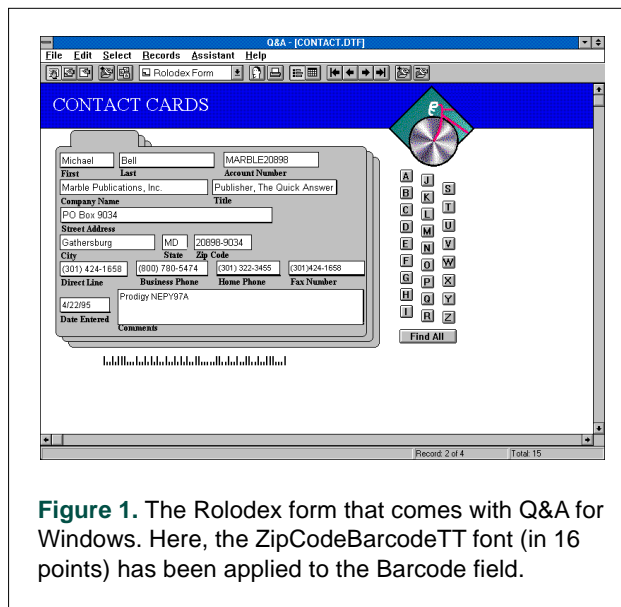 Q&A - [CONTACT.DTF]
File Edit Select Records Assistant Help
Rolodex Form
CONTACT CARDS
Michael Bell MARBLE20898
First Last Account Number
Marble Publications, Inc. Publisher, The Quick Answer
Company Name Title
PO Box 9034
Street Address
Gathersburg MD 20898-9034
City State Zip Code
(301) 424-1658 (800) 780-5474 (301) 322-3455 (301)424-1658
Direct Line Business Phone Home Phone Fax Number
4/22/95 Prodigy NEPY97A
Date Entered Comments
A J S
B K T
C L U
D M V
E N W
F O X
G P Y
H Q Z
I R
Find All
Record: 2 of 4 Total: 15
Figure 1. The Rolodex form that comes with Q&A for
Windows. Here, the ZipCodeBarcodeTT font (in 16
points) has been applied to the Barcode field.